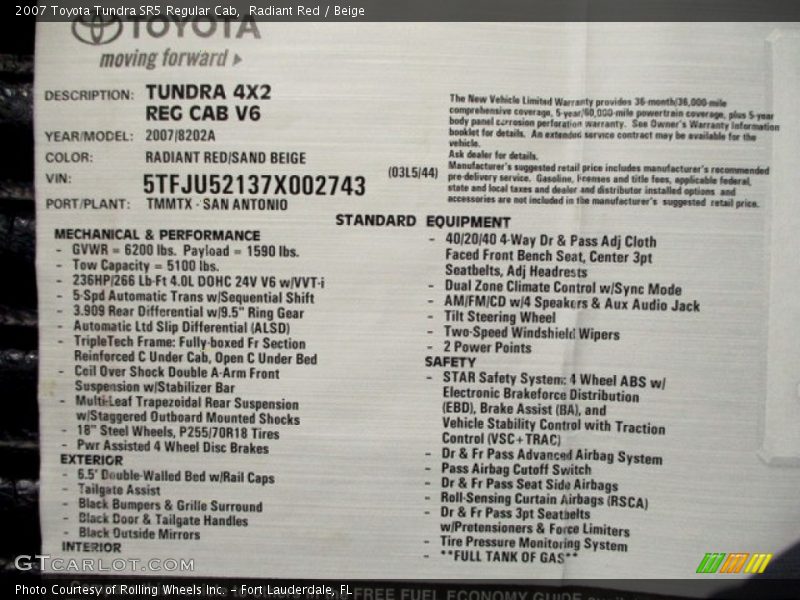 2007 Toyota Tundra SR5 Regular Cab, Radiant Red / Beige
TOYOTA
moving forward
DESCRIPTION: TUNDRA 4X2
REG CAB V6
YEAR/MODEL: 2007/8202A
COLOR: RADIANT RED/SAND BEIGE
VIN: 5TFJU52137X002743 (03L5/44)
PORT/PLANT: TMMTX - SAN ANTONIO
The New Vehicle Limited Warranty provides 36-month/36,000-mile
comprehensive coverage, 5-year/60,000-mile powertrain coverage, plus 5-year
body panel corrosion perforation warranty. See Owner's Warranty Information
booklet for details. An extended service contract may be available for the
vehicle.
Ask dealer for details.
Manufacturer's suggested retail price includes manufacturer's recommended
pre-delivery service. Gasoline, licenses and title fees, applicable federal,
state and local taxes and dealer and distributor installed options and
accessories are not included in the manufacturer's suggested retail price.
STANDARD EQUIPMENT
MECHANICAL & PERFORMANCE
- GVWR = 6200 lbs. Payload = 1590 lbs.
- Tow Capacity = 5100 lbs.
- 236HP/266 Lb-Ft 4.0L DOHC 24V V6 w/VVT-i
- 5-Spd Automatic Trans w/Sequential Shift
- 3.909 Rear Differential w/9.5" Ring Gear
- Automatic Ltd Slip Differential (ALSD)
- TripleTech Frame: Fully-boxed Fr Section
Reinforced C Under Cab, Open C Under Bed
- Coil Over Shock Double A-Arm Front
Suspension w/Stabilizer Bar
- Multi-Leaf Trapezoidal Rear Suspension
w/Staggered Outboard Mounted Shocks
- 18" Steel Wheels, P255/70R18 Tires
- Pwr Assisted 4 Wheel Disc Brakes
EXTERIOR
- 6.5' Double-Walled Bed w/Rail Caps
- Tailgate Assist
- Black Bumpers & Grille Surround
- Black Door & Tailgate Handles
- Black Outside Mirrors
INTERIOR
- 40/20/40 4-Way Dr & Pass Adj Cloth
Faced Front Bench Seat, Center 3pt
Seatbelts, Adj Headrests
- Dual Zone Climate Control w/Sync Mode
- AM/FM/CD w/4 Speakers & Aux Audio Jack
- Tilt Steering Wheel
- Two-Speed Windshield Wipers
- 2 Power Points
SAFETY
- STAR Safety System: 4 Wheel ABS w/
Electronic Brakeforce Distribution
(EBD), Brake Assist (BA), and
Vehicle Stability Control with Traction
Control (VSC+TRAC)
- Dr & Fr Pass Advanced Airbag System
- Pass Airbag Cutoff Switch
- Dr & Fr Pass Seat Side Airbags
- Roll-Sensing Curtain Airbags (RSCA)
- Dr & Fr Pass 3pt Seatbelts
w/Pretensioners & Force Limiters
- Tire Pressure Monitoring System
- **FULL TANK OF GAS**
GTCARLOT.COM
Photo Courtesy of Rolling Wheels Inc. - Fort Lauderdale, FL
FREE FUEL ECONOMY GUIDE